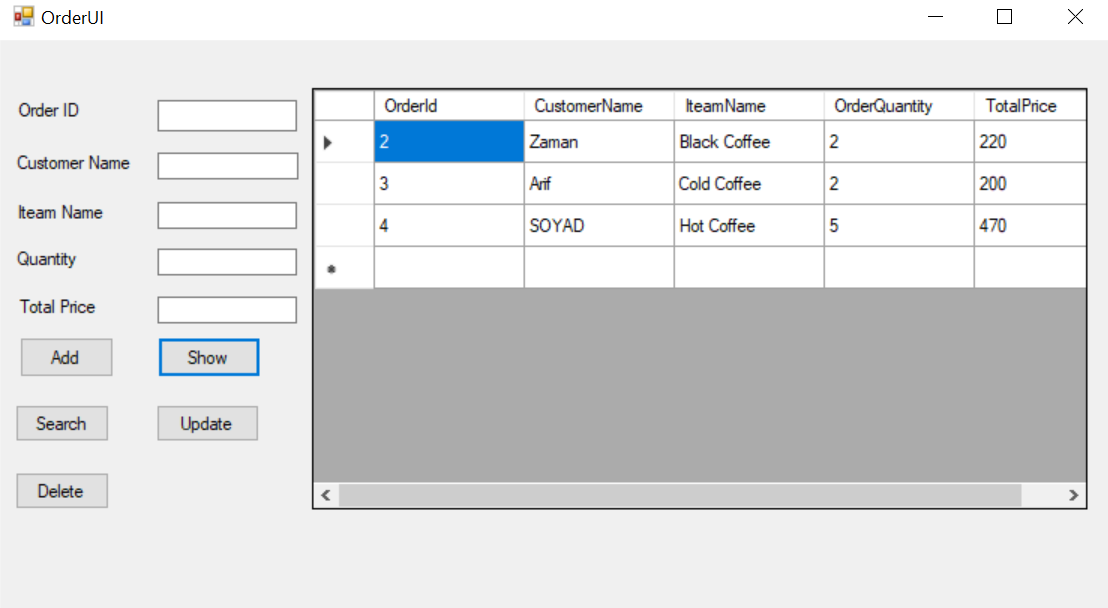 OrderUI
Order ID
Customer Name
Iteam Name
Quantity
Total Price
Add Show
Search Update
Delete
OrderId CustomerName IteamName OrderQuantity TotalPrice
2 Zaman Black Coffee 2 220
3 Arif Cold Coffee 2 200
4 SOYAD Hot Coffee 5 470